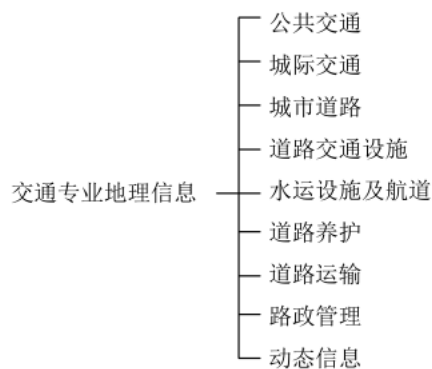 公共交通
城际交通
城市道路
道路交通设施
交通专业地理信息
水运设施及航道
道路养护
道路运输
路政管理
动态信息